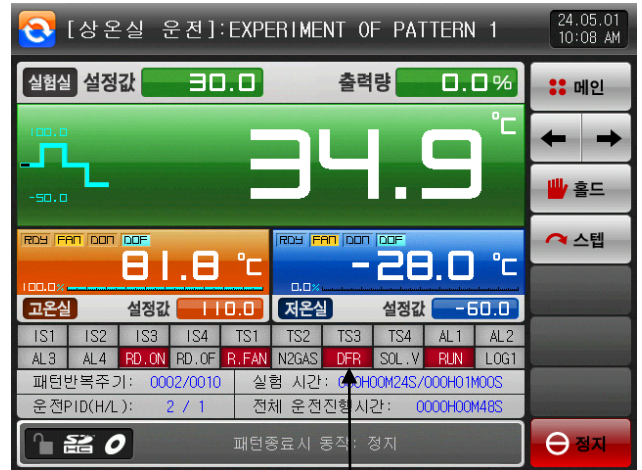 [상온실 운전]:EXPERIMENT OF PATTERN 1
24.05.01
10:08 AM
실험실 설정값 30.0 출력량 0.0%
메인
100.0
-50.0
34.9 ℃
홀드
스텝
RDY FAN DON DOF
81.8 ℃
100.0%
고온실 설정값 110.0
RDY FAN DON DOF
-28.0 ℃
0.0%
저온실 설정값 -60.0
IS1 IS2 IS3 IS4 TS1 TS2 TS3 TS4 AL1 AL2
AL3 AL4 RD.ON RD.OF R.FAN N2GAS DFR SOL.V RUN LOG1
패턴반복주기: 0002/0010 실험 시간: 000H00M24S/000H01M00S
운전PID(H/L): 2 / 1 전체 운전진행시간: 0000H00M48S
패턴종료시 동작: 정지
정지